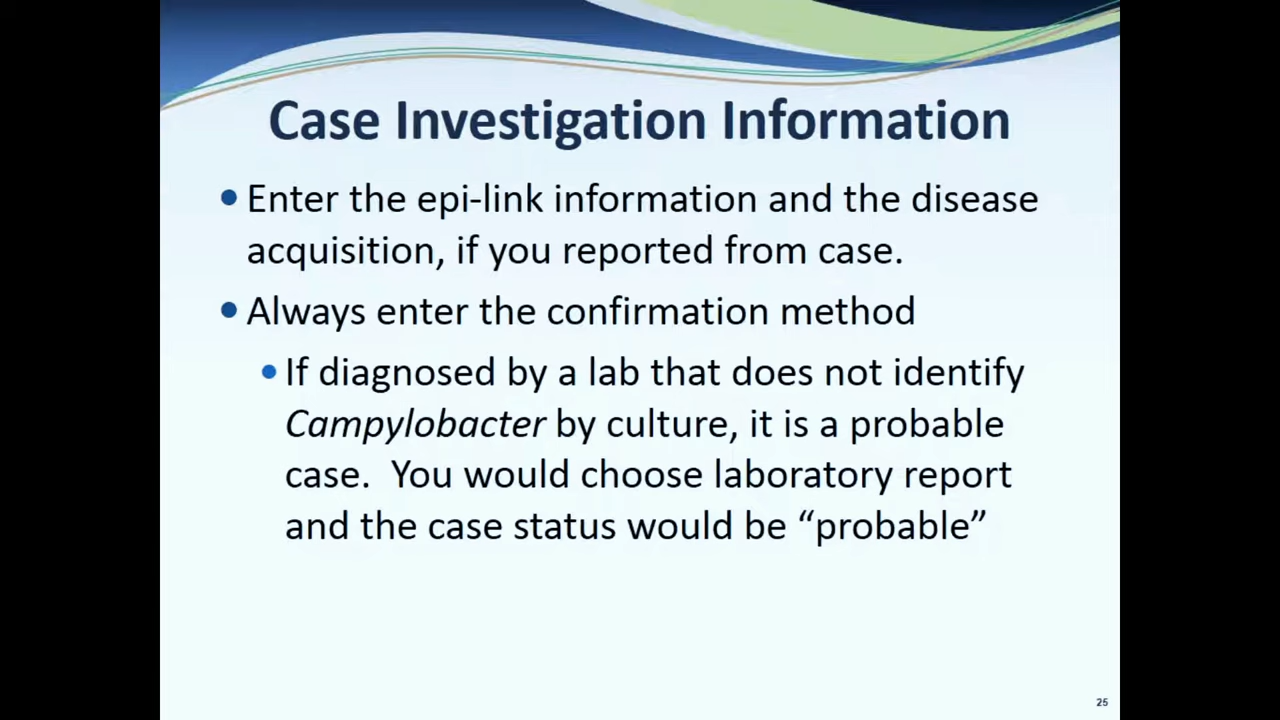 Case Investigation Information
• Enter the epi-link information and the disease
acquisition, if you reported from case.
• Always enter the confirmation method
• If diagnosed by a lab that does not identify
Campylobacter by culture, it is a probable
case.  You would choose laboratory report
and the case status would be “probable”
25